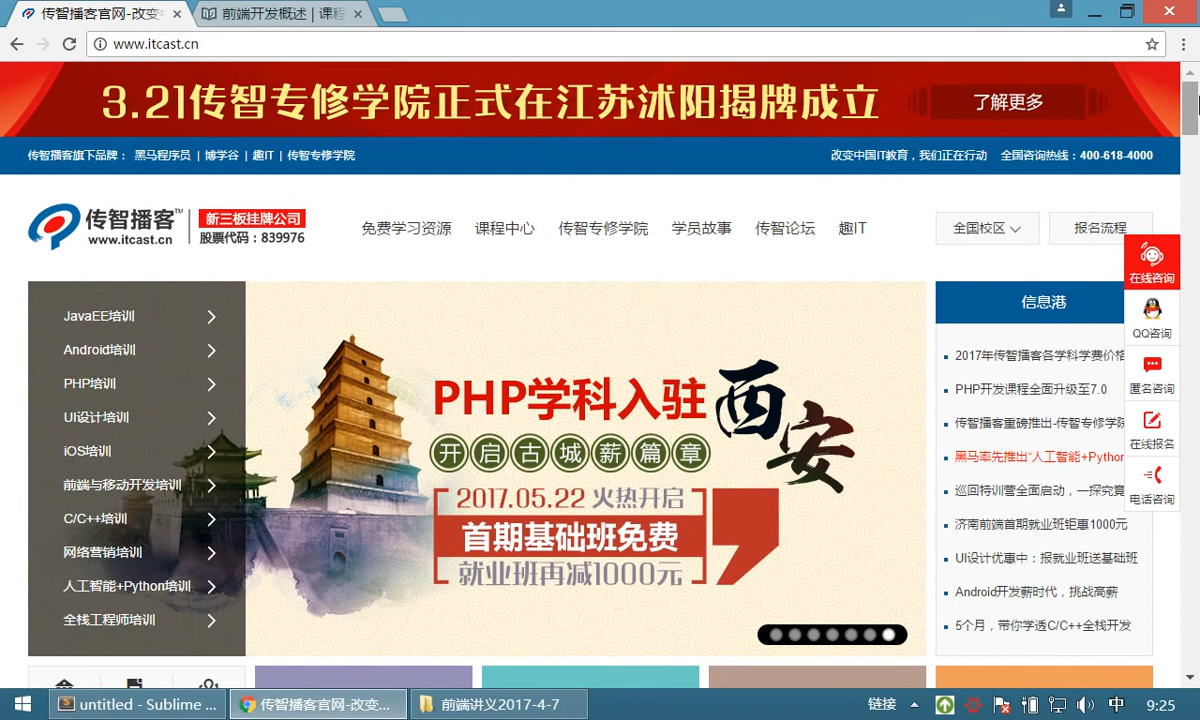 传智播客官网-改变
前端开发概述 | 课程
www.itcast.cn
3.21传智专修学院正式在江苏沭阳揭牌成立
了解更多
传智播客旗下品牌： 黑马程序员 | 博学谷 | 趣IT | 传智专修学院
改变中国IT教育，我们正在行动 全国咨询热线：400-618-4000
传智播客™
www.itcast.cn
新三板挂牌公司
股票代码：839976
免费学习资源 课程中心 传智专修学院 学员故事 传智论坛 趣IT
全国校区
报名流程
JavaEE培训
Android培训
PHP培训
UI设计培训
iOS培训
前端与移动开发培训
C/C++培训
网络营销培训
人工智能+Python培训
全栈工程师培训
PHP学科入驻
西安
开启古城薪篇章
2017.05.22 火热开启
首期基础班免费
就业班再减1000元
信息港
2017年传智播客各学科学费价格
PHP开发课程全面升级至7.0
传智播客重磅推出-传智专修学院
黑马率先推出“人工智能+Python
巡回特训营全面启动，一探究竟
济南前端首期就业班钜惠1000元
UI设计优惠中：报就业班送基础班
Android开发薪时代，挑战高薪
5个月，带你学透C/C++全栈开发
在线咨询
QQ咨询
匿名咨询
在线报名
电话咨询
untitled - Sublime ...
传智播客官网-改变...
前端讲义2017-4-7
链接
中
9:25